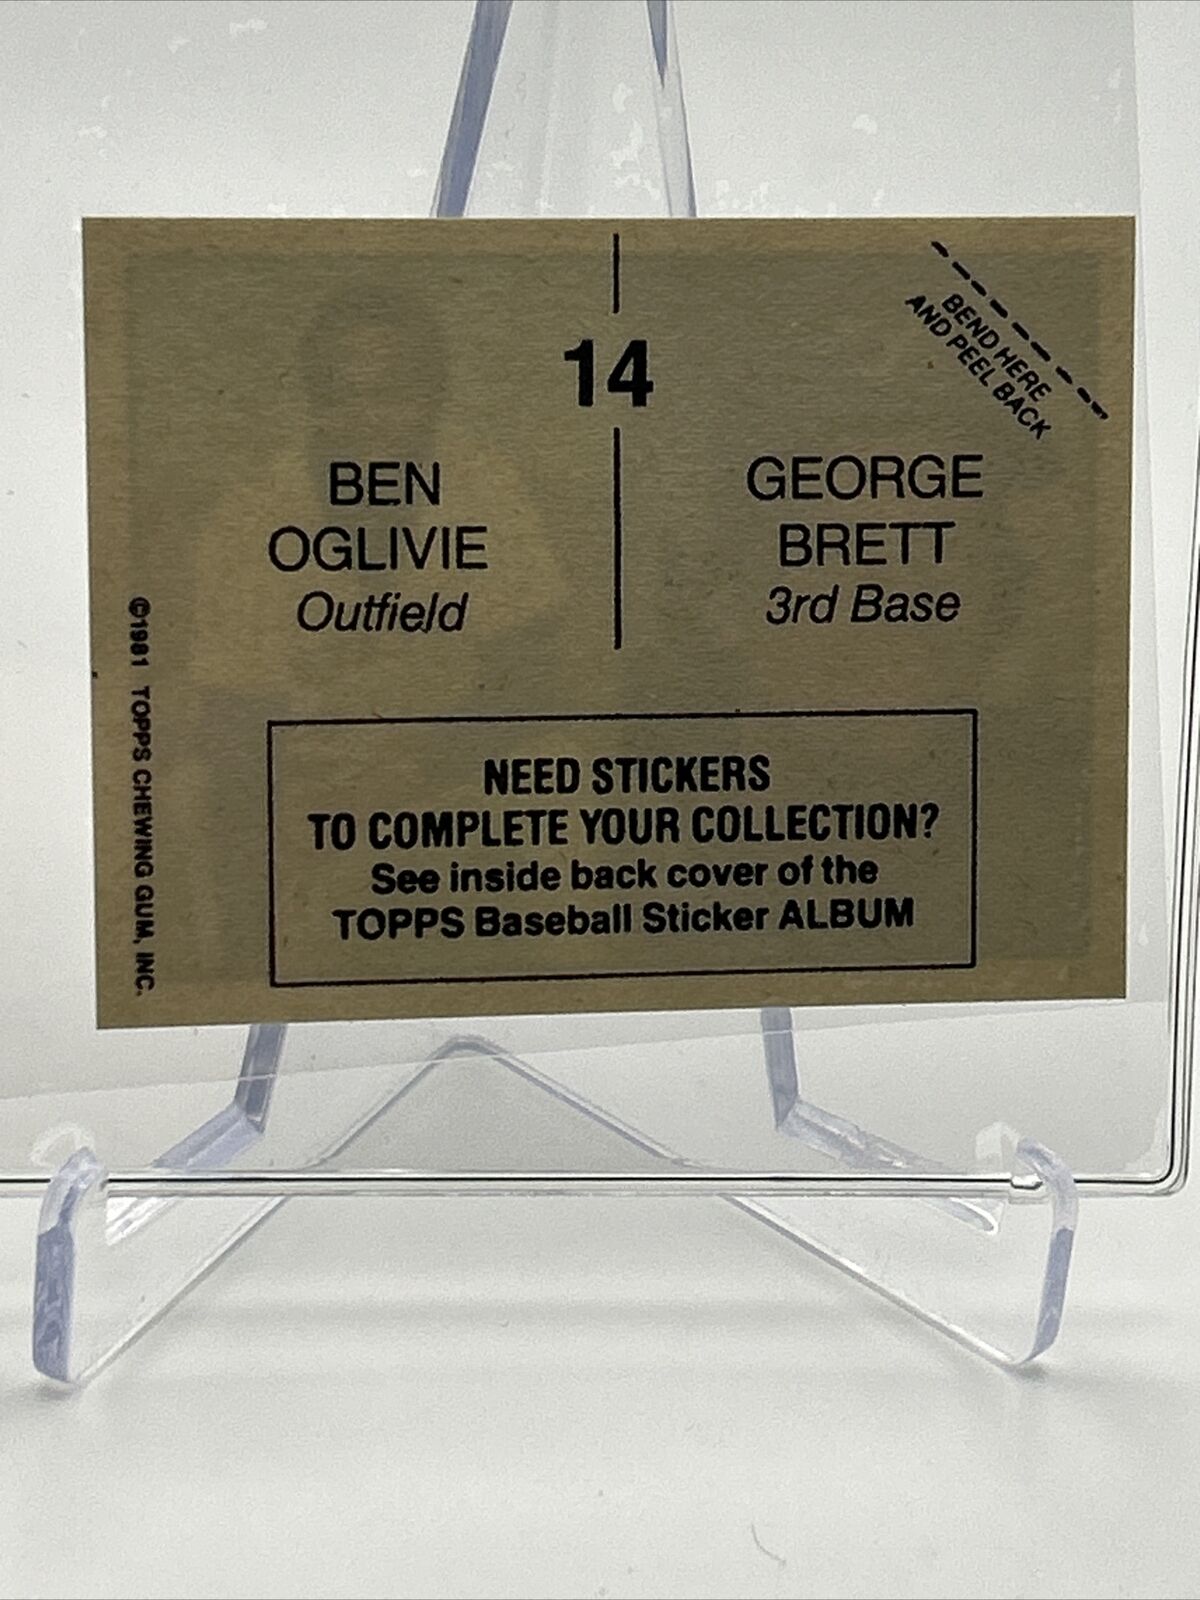 14
BEN
OGLIVIE
Outfield
GEORGE
BRETT
3rd Base
BEND HERE
AND PEEL BACK
©1981 TOPPS CHEWING GUM, INC.
NEED STICKERS
TO COMPLETE YOUR COLLECTION?
See inside back cover of the
TOPPS Baseball Sticker ALBUM